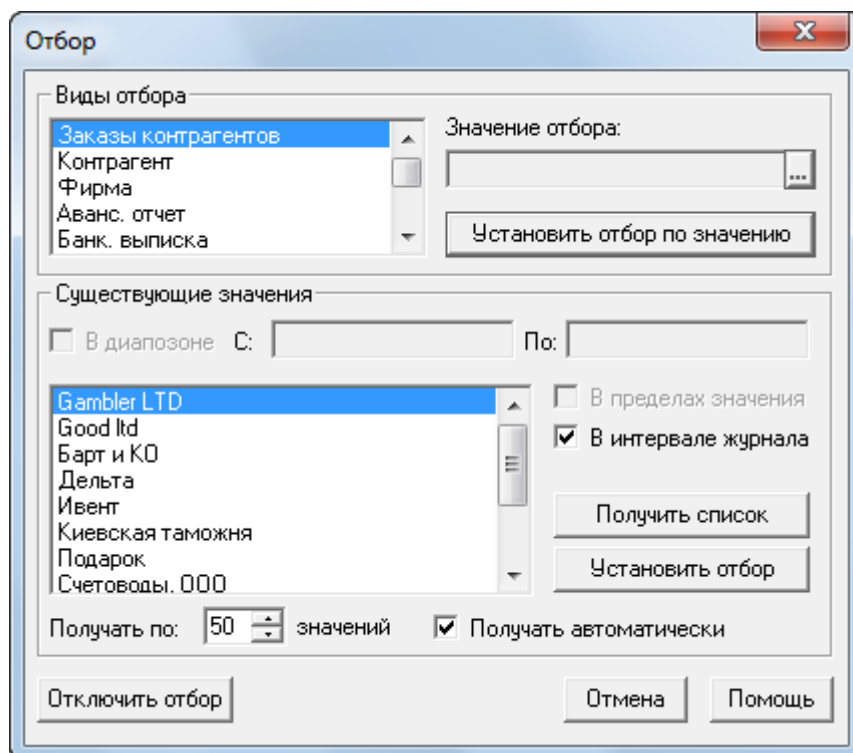 Отбор
Виды отбора
Заказы контрагентов
Контрагент
Фирма
Аванс. отчет
Банк. выписка
Значение отбора:
...
Установить отбор по значению
Существующие значения
В диапозоне С: По:
Gambler LTD
Good ltd
Барт и КО
Дельта
Ивент
Киевская таможня
Подарок
Счетоводы. ООО
В пределах значения
В интервале журнала
Получить список
Установить отбор
Получать по: 50 значений Получать автоматически
Отключить отбор Отмена Помощь